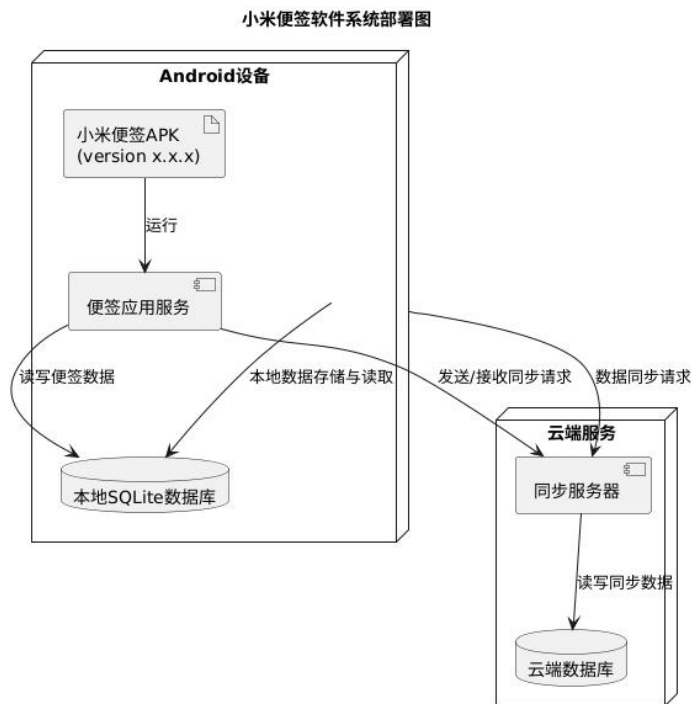 小米便签软件系统部署图
Android设备
小米便签APK
(version x.x.x)
运行
便签应用服务
读写便签数据
本地数据存储与读取
发送/接收同步请求
数据同步请求
本地SQLite数据库
云端服务
同步服务器
读写同步数据
云端数据库